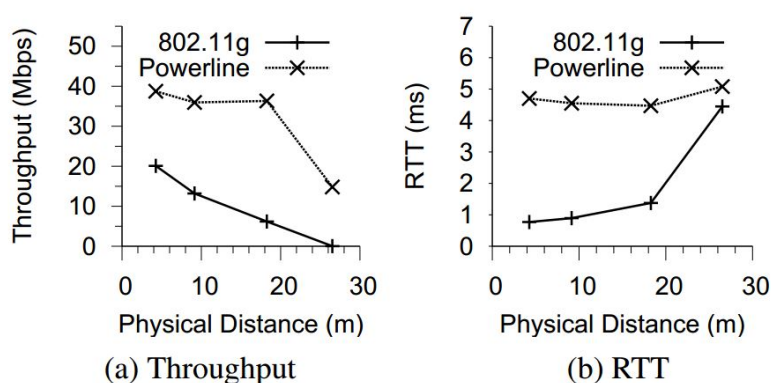 802.11g
Powerline
Throughput (Mbps)
50
40
30
20
10
0
0 10 20 30
Physical Distance (m)
(a) Throughput
802.11g
Powerline
RTT (ms)
7
6
5
4
3
2
1
0
0 10 20 30
Physical Distance (m)
(b) RTT